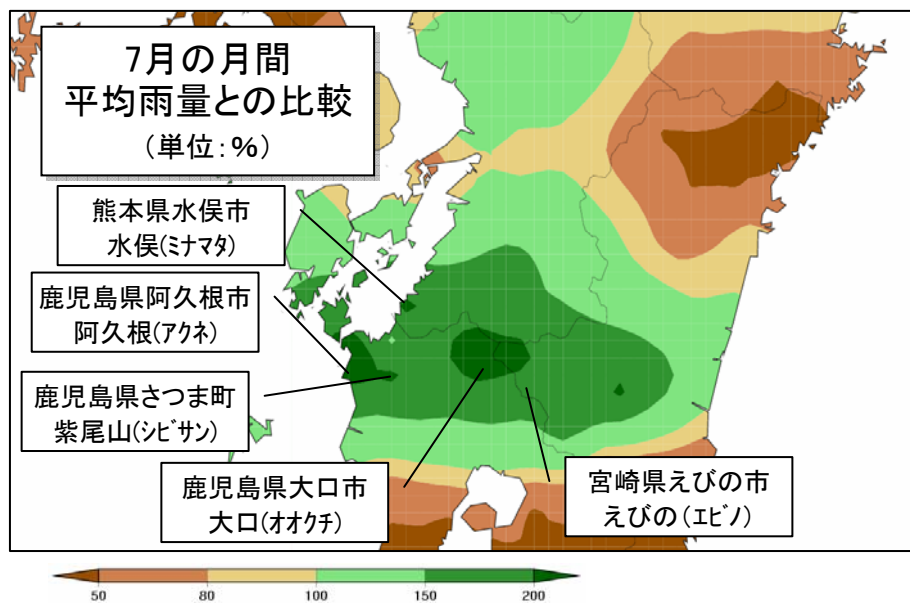 7月の月間
平均雨量との比較
(単位:%)
熊本県水俣市
水俣(ミナマタ)
鹿児島県阿久根市
阿久根(アクネ)
鹿児島県さつま町
紫尾山(シビサン)
鹿児島県大口市
大口(オオクチ)
宮崎県えびの市
えびの(エビノ)
50 80 100 150 200